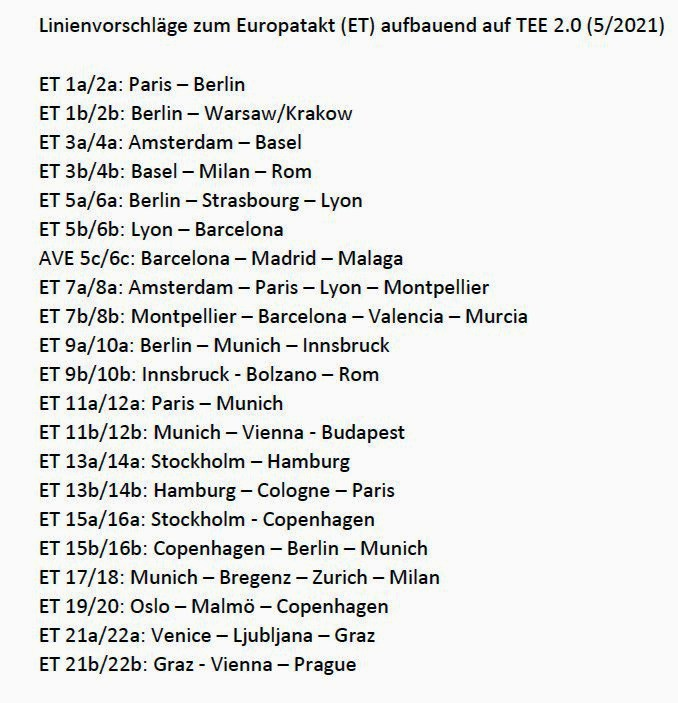 Linienvorschläge zum Europatakt (ET) aufbauend auf TEE 2.0 (5/2021)
ET 1a/2a: Paris – Berlin
ET 1b/2b: Berlin – Warsaw/Krakow
ET 3a/4a: Amsterdam – Basel
ET 3b/4b: Basel – Milan – Rom
ET 5a/6a: Berlin – Strasbourg – Lyon
ET 5b/6b: Lyon – Barcelona
AVE 5c/6c: Barcelona – Madrid – Malaga
ET 7a/8a: Amsterdam – Paris – Lyon – Montpellier
ET 7b/8b: Montpellier – Barcelona – Valencia – Murcia
ET 9a/10a: Berlin – Munich – Innsbruck
ET 9b/10b: Innsbruck - Bolzano – Rom
ET 11a/12a: Paris – Munich
ET 11b/12b: Munich – Vienna - Budapest
ET 13a/14a: Stockholm – Hamburg
ET 13b/14b: Hamburg – Cologne – Paris
ET 15a/16a: Stockholm - Copenhagen
ET 15b/16b: Copenhagen – Berlin – Munich
ET 17/18: Munich – Bregenz – Zurich – Milan
ET 19/20: Oslo – Malmö – Copenhagen
ET 21a/22a: Venice – Ljubljana – Graz
ET 21b/22b: Graz - Vienna – Prague